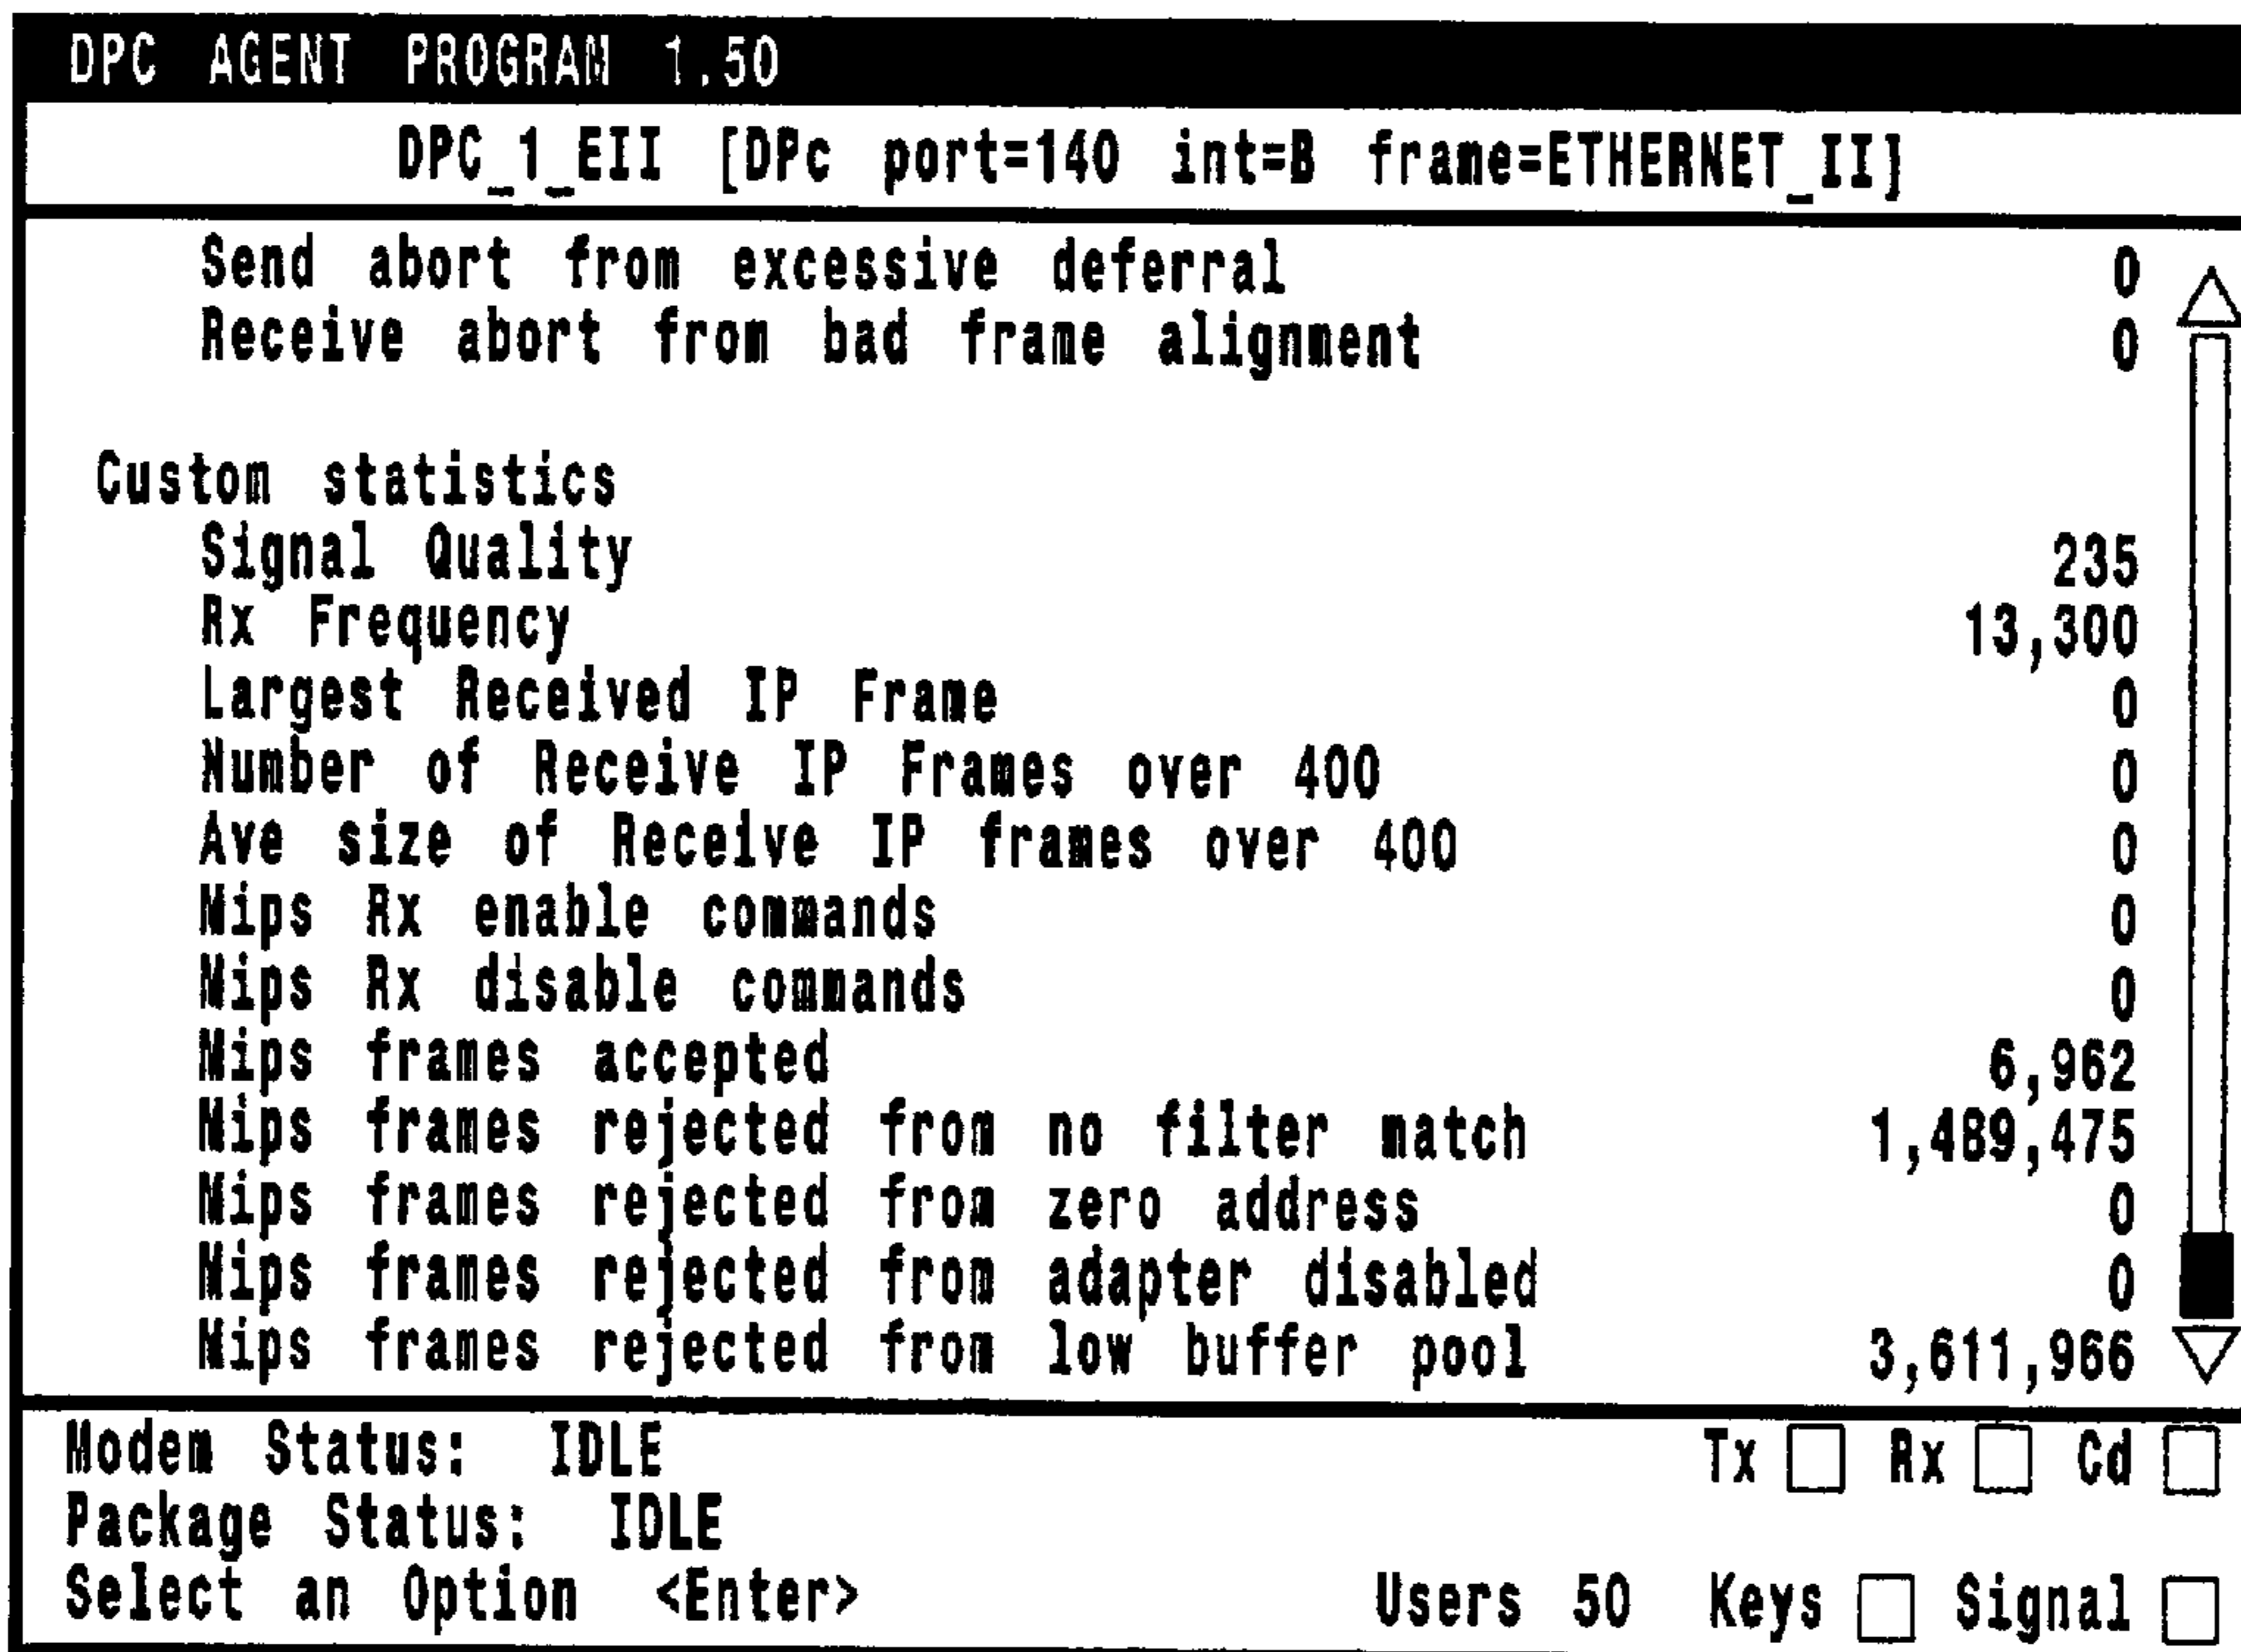 DPC AGENT PROGRAM 1.50
DPC_1_EII [DPc port=140 int=B frame=ETHERNET_II]
Send abort from excessive deferral 0
Receive abort from bad frame alignment 0
Custom statistics
Signal Quality 235
Rx Frequency 13,300
Largest Received IP Frame 0
Number of Receive IP Frames over 400 0
Ave size of Receive IP frames over 400 0
Mips Rx enable commands 0
Mips Rx disable commands 0
Mips frames accepted 6,962
Mips frames rejected from no filter match 1,489,475
Mips frames rejected from zero address 0
Mips frames rejected from adapter disabled 0
Mips frames rejected from low buffer pool 3,611,966
Modem Status: IDLE Tx Rx Cd
Package Status: IDLE
Select an Option <Enter> Users 50 Keys Signal